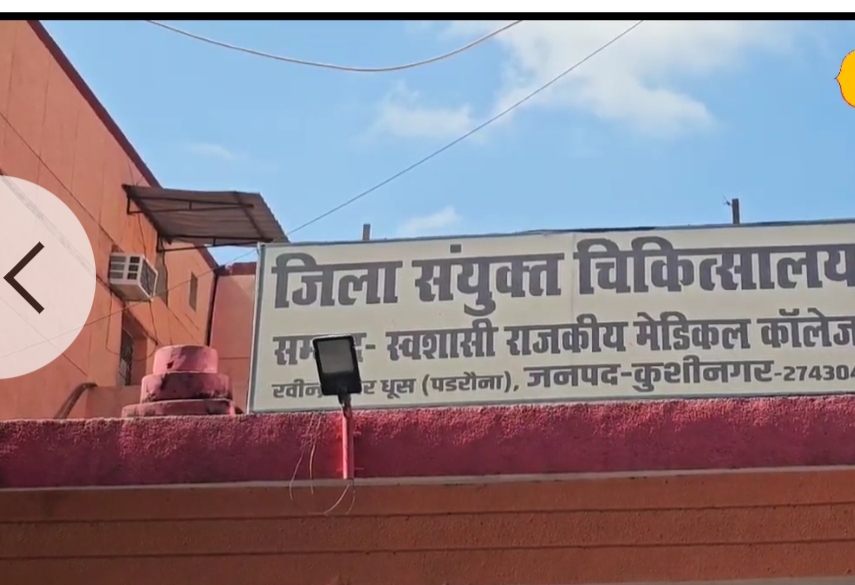 जिला संयुक्त चिकित्सालय
स्वशासी राजकीय मेडिकल कॉलेज
धूस (पडरौना), जनपद-कुशीनगर-274304